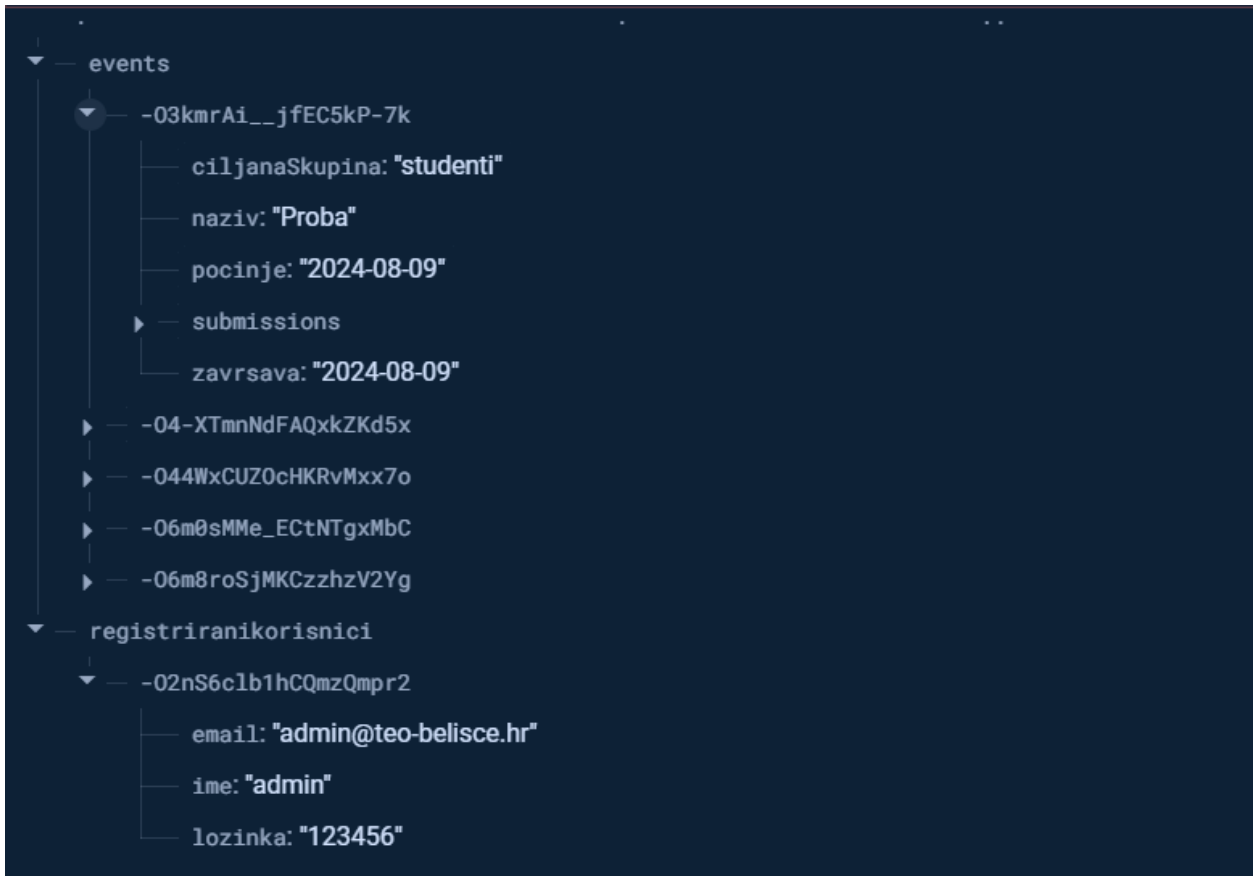 events
-O3kmrAi__jfEC5kP-7k
ciljanaSkupina: "studenti"
naziv: "Proba"
pocinje: "2024-08-09"
submissions
zavrsava: "2024-08-09"
-O4-XTmnNdFAQxkZKd5x
-O44WxCUZOcHKRvMxx7o
-O6m0sMMe_ECtNTgxMbC
-O6m8roSjMKCzzhzV2Yg
registriranikorisnici
-O2nS6clb1hCQmzQmpr2
email: "admin@teo-belisce.hr"
ime: "admin"
lozinka: "123456"